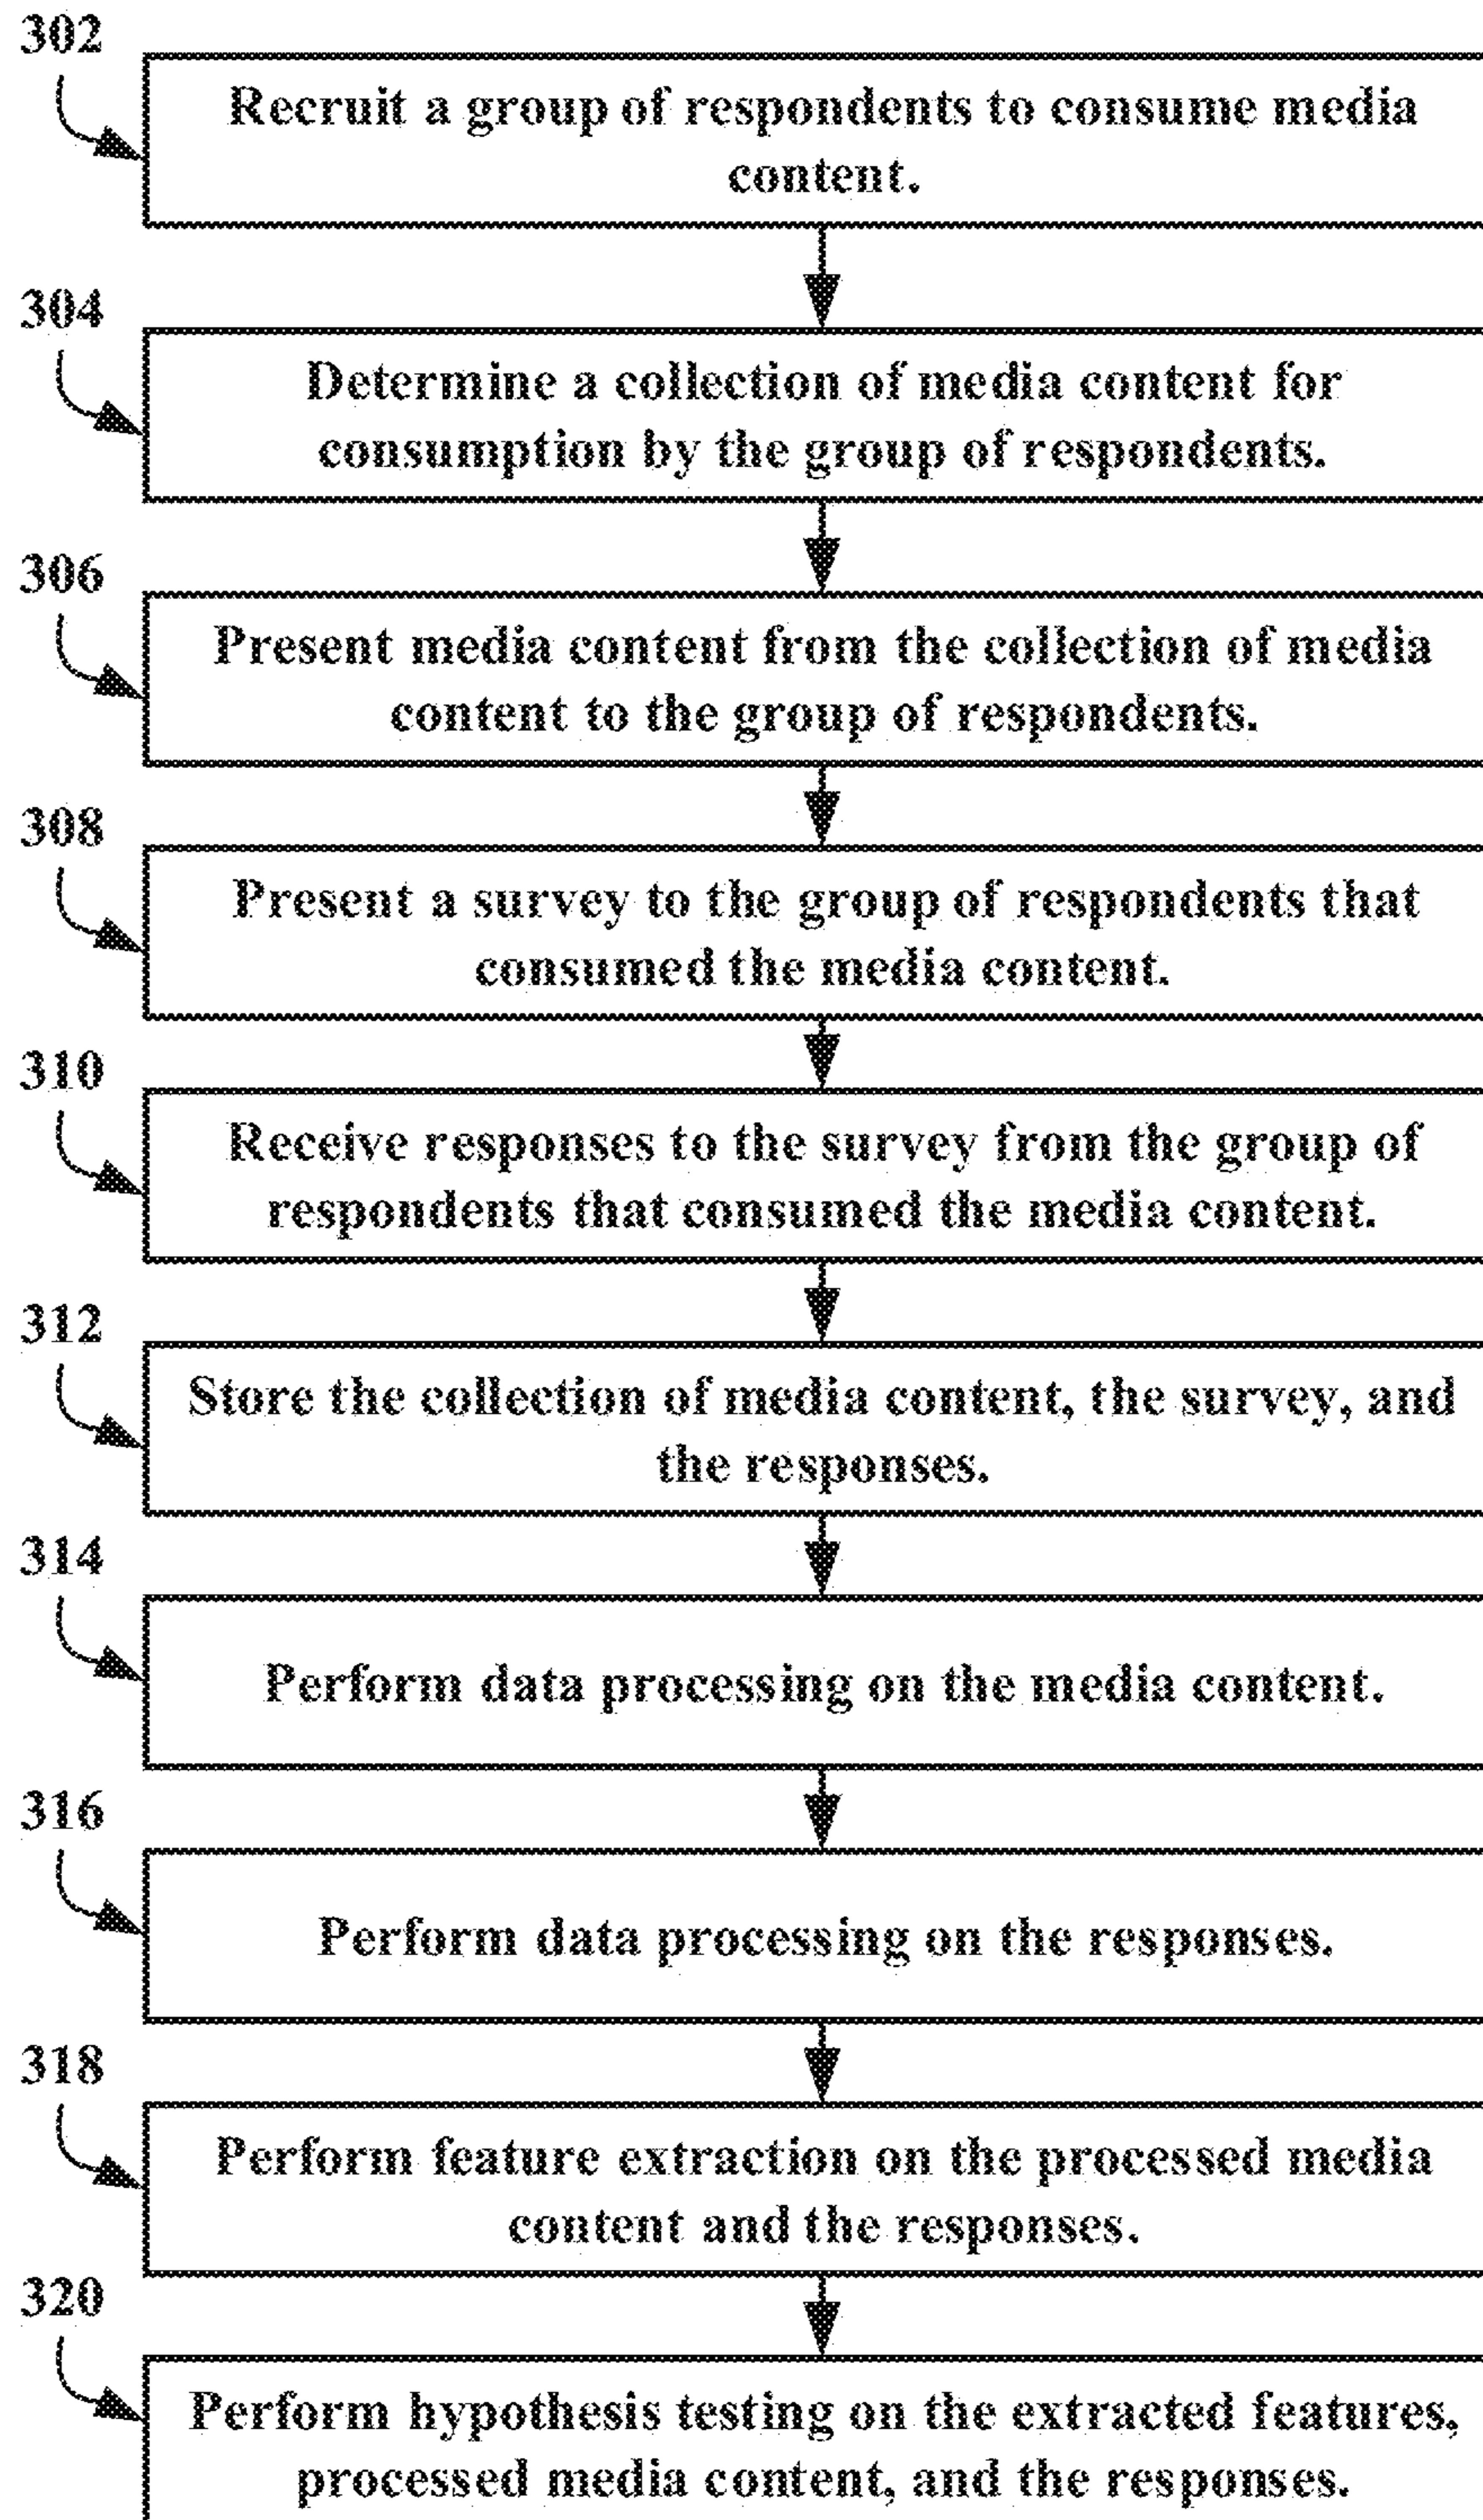 302
Recruit a group of respondents to consume media
content.
304
Determine a collection of media content for
consumption by the group of respondents.
306
Present media content from the collection of media
content to the group of respondents.
308
Present a survey to the group of respondents that
consumed the media content.
310
Receive responses to the survey from the group of
respondents that consumed the media content.
312
Store the collection of media content, the survey, and
the responses.
314
Perform data processing on the media content.
316
Perform data processing on the responses.
318
Perform feature extraction on the processed media
content and the responses.
320
Perform hypothesis testing on the extracted features,
processed media content, and the responses.